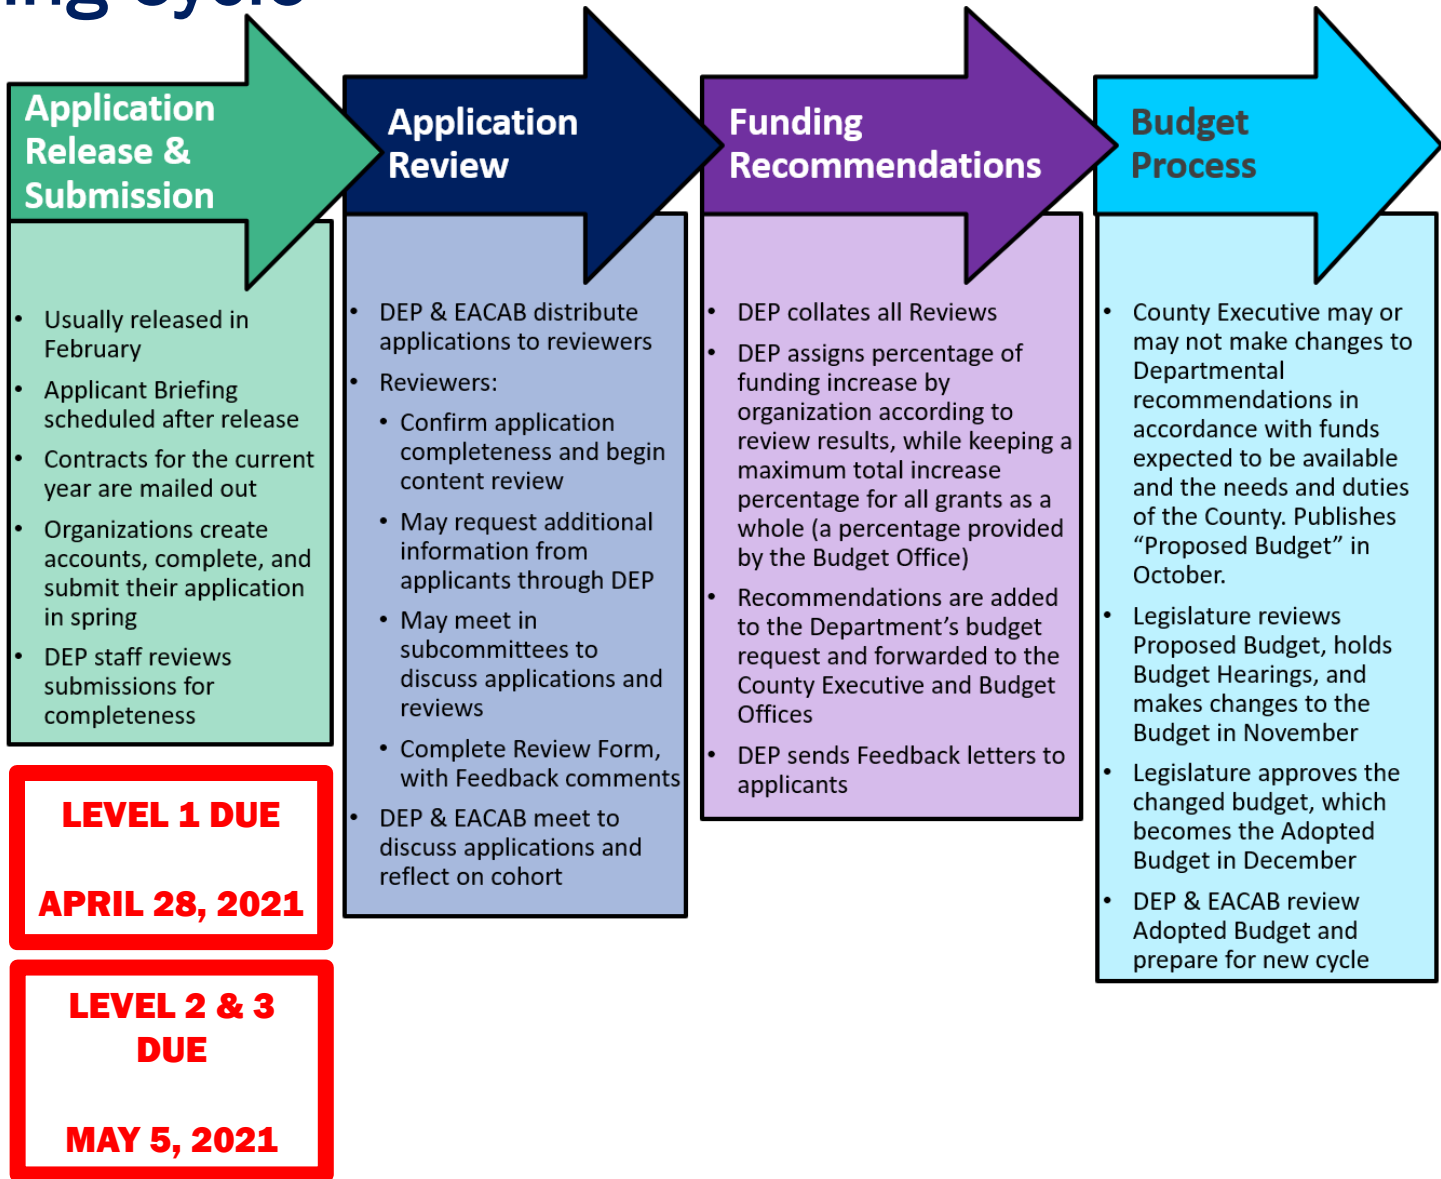 Cycle
Application
Release &
Submission
• Usually released in
February
• Applicant Briefing
scheduled after release
• Contracts for the current
year are mailed out
• Organizations create
accounts, complete, and
submit their application
in spring
• DEP staff reviews
submissions for
completeness
LEVEL 1 DUE
APRIL 28, 2021
LEVEL 2 & 3
DUE
MAY 5, 2021
Application
Review
• DEP & EACAB distribute
applications to reviewers
• Reviewers:
• Confirm application
completeness and begin
content review
• May request additional
information from
applicants through DEP
• May meet in
subcommittees to
discuss applications and
reviews
• Complete Review Form,
with Feedback comments
• DEP & EACAB meet to
discuss applications and
reflect on cohort
Funding
Recommendations
• DEP collates all Reviews
• DEP assigns percentage of
funding increase by
organization according to
review results, while keeping a
maximum total increase
percentage for all grants as a
whole (a percentage provided
by the Budget Office)
• Recommendations are added
to the Department’s budget
request and forwarded to the
County Executive and Budget
Offices
• DEP sends Feedback letters to
applicants
Budget
Process
• County Executive may or
may not make changes to
Departmental
recommendations in
accordance with funds
expected to be available
and the needs and duties
of the County. Publishes
“Proposed Budget” in
October.
• Legislature reviews
Proposed Budget, holds
Budget Hearings, and
makes changes to the
Budget in November
• Legislature approves the
changed budget, which
becomes the Adopted
Budget in December
• DEP & EACAB review
Adopted Budget and
prepare for new cycle